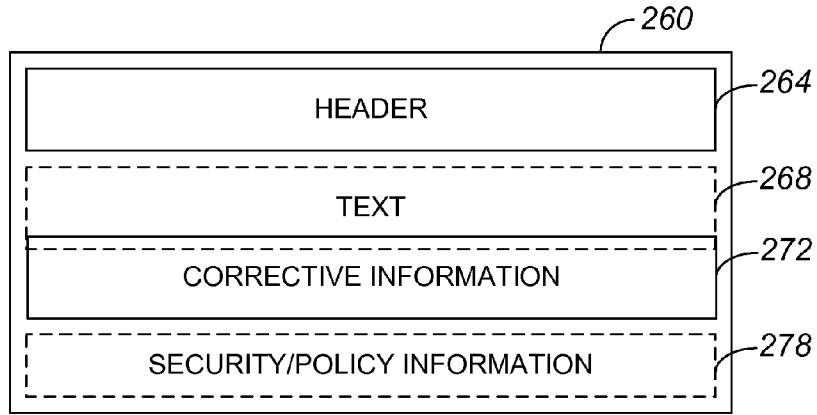 260
HEADER
264
TEXT
268
CORRECTIVE INFORMATION
272
SECURITY/POLICY INFORMATION
278